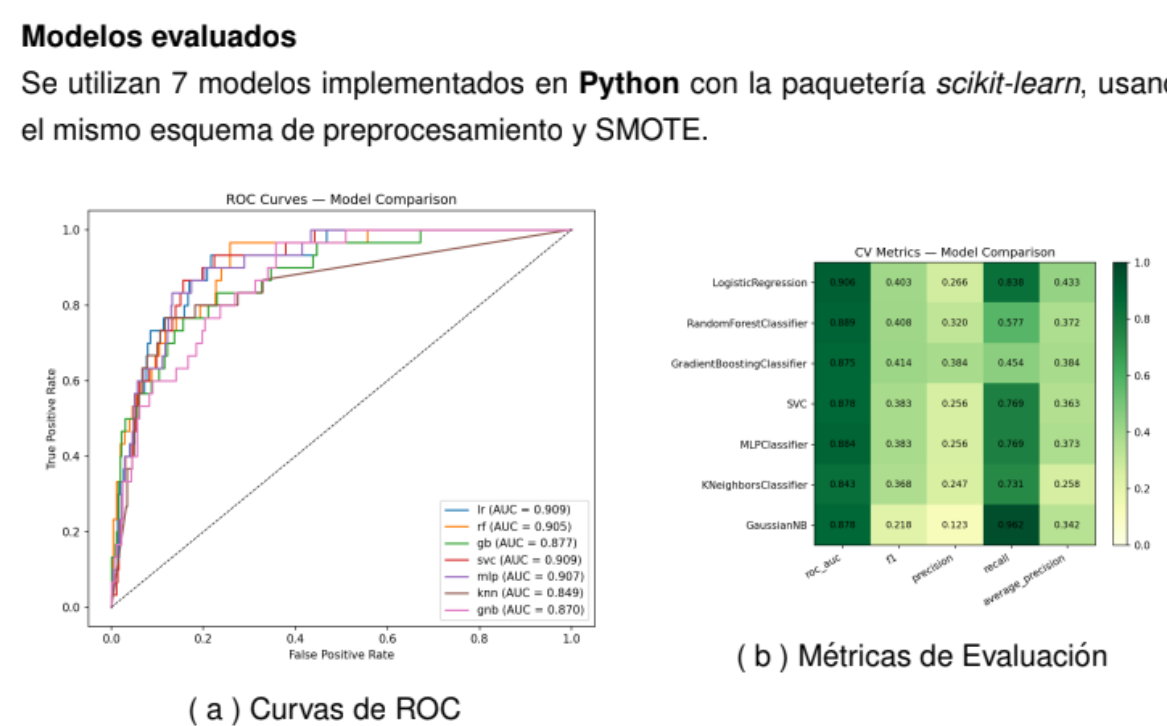 Modelos evaluados
Se utilizan 7 modelos implementados en Python con la paquetería scikit-learn, usand
el mismo esquema de preprocesamiento y SMOTE.
ROC Curves — Model Comparison
True Positive Rate
1.0
0.8
0.6
0.4
0.2
0.0
lr (AUC = 0.909)
rf (AUC = 0.905)
gb (AUC = 0.877)
svc (AUC = 0.909)
mlp (AUC = 0.907)
knn (AUC = 0.849)
gnb (AUC = 0.870)
0.0 0.2 0.4 0.6 0.8 1.0
False Positive Rate
( a ) Curvas de ROC
CV Metrics — Model Comparison
LogisticRegression 0.906 0.403 0.266 0.838 0.433
RandomForestClassifier 0.889 0.408 0.320 0.577 0.372
GradientBoostingClassifier 0.875 0.414 0.384 0.454 0.384
SVC 0.878 0.383 0.256 0.769 0.363
MLPClassifier 0.884 0.383 0.256 0.769 0.373
KNeighborsClassifier 0.843 0.368 0.247 0.731 0.258
GaussianNB 0.878 0.218 0.123 0.962 0.342
roc_auc f1 precision recall average_precision
1.0
0.8
0.6
0.4
0.2
0.0
( b ) Métricas de Evaluación